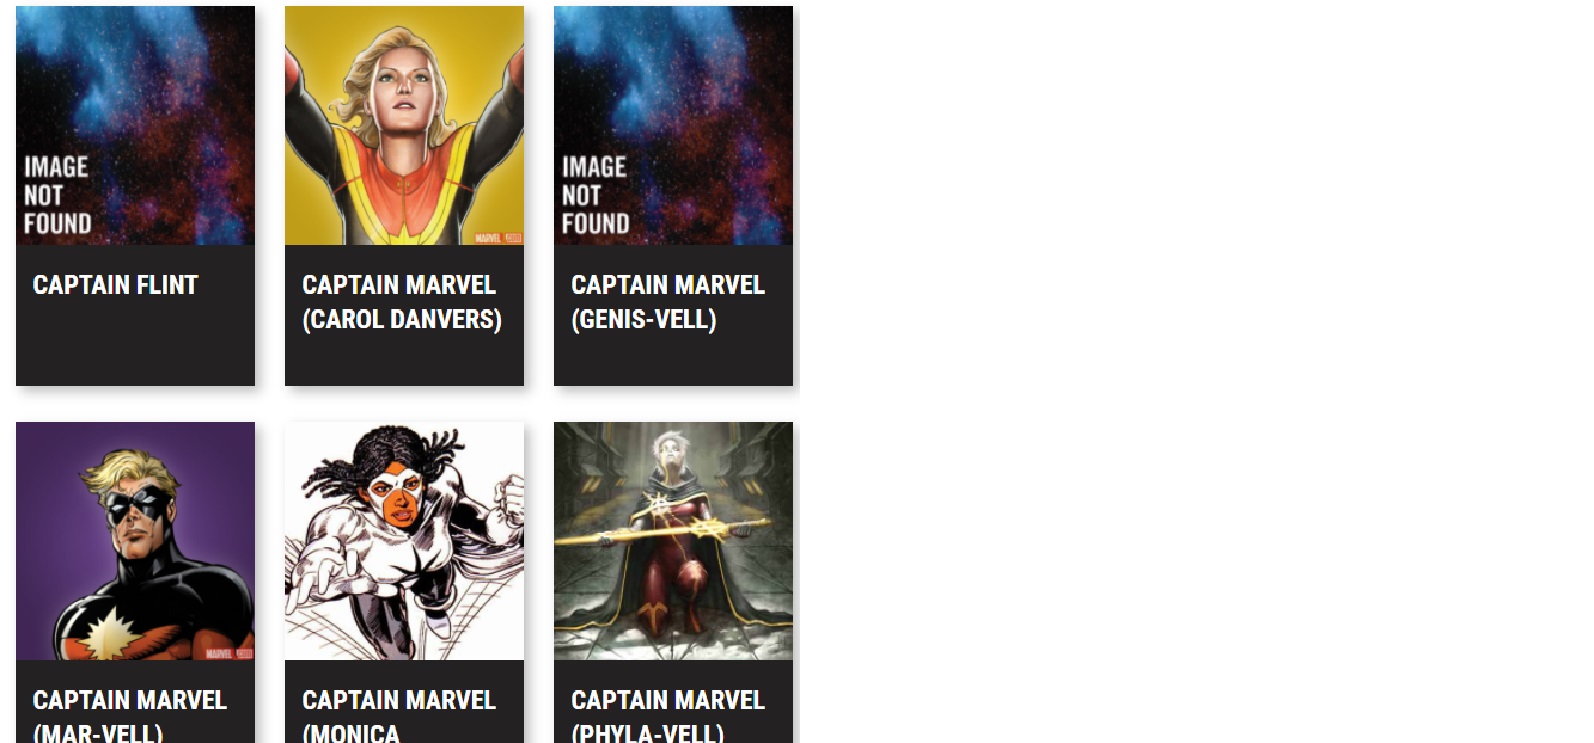 IMAGE
NOT
FOUND
CAPTAIN FLINT
MARVEL
CAPTAIN MARVEL
(CAROL DANVERS)
IMAGE
NOT
FOUND
CAPTAIN MARVEL
(GENIS-VELL)
MARVEL
CAPTAIN MARVEL
(MAR-VELL)
CAPTAIN MARVEL
(MONICA
CAPTAIN MARVEL
(PHYLA-VELL)